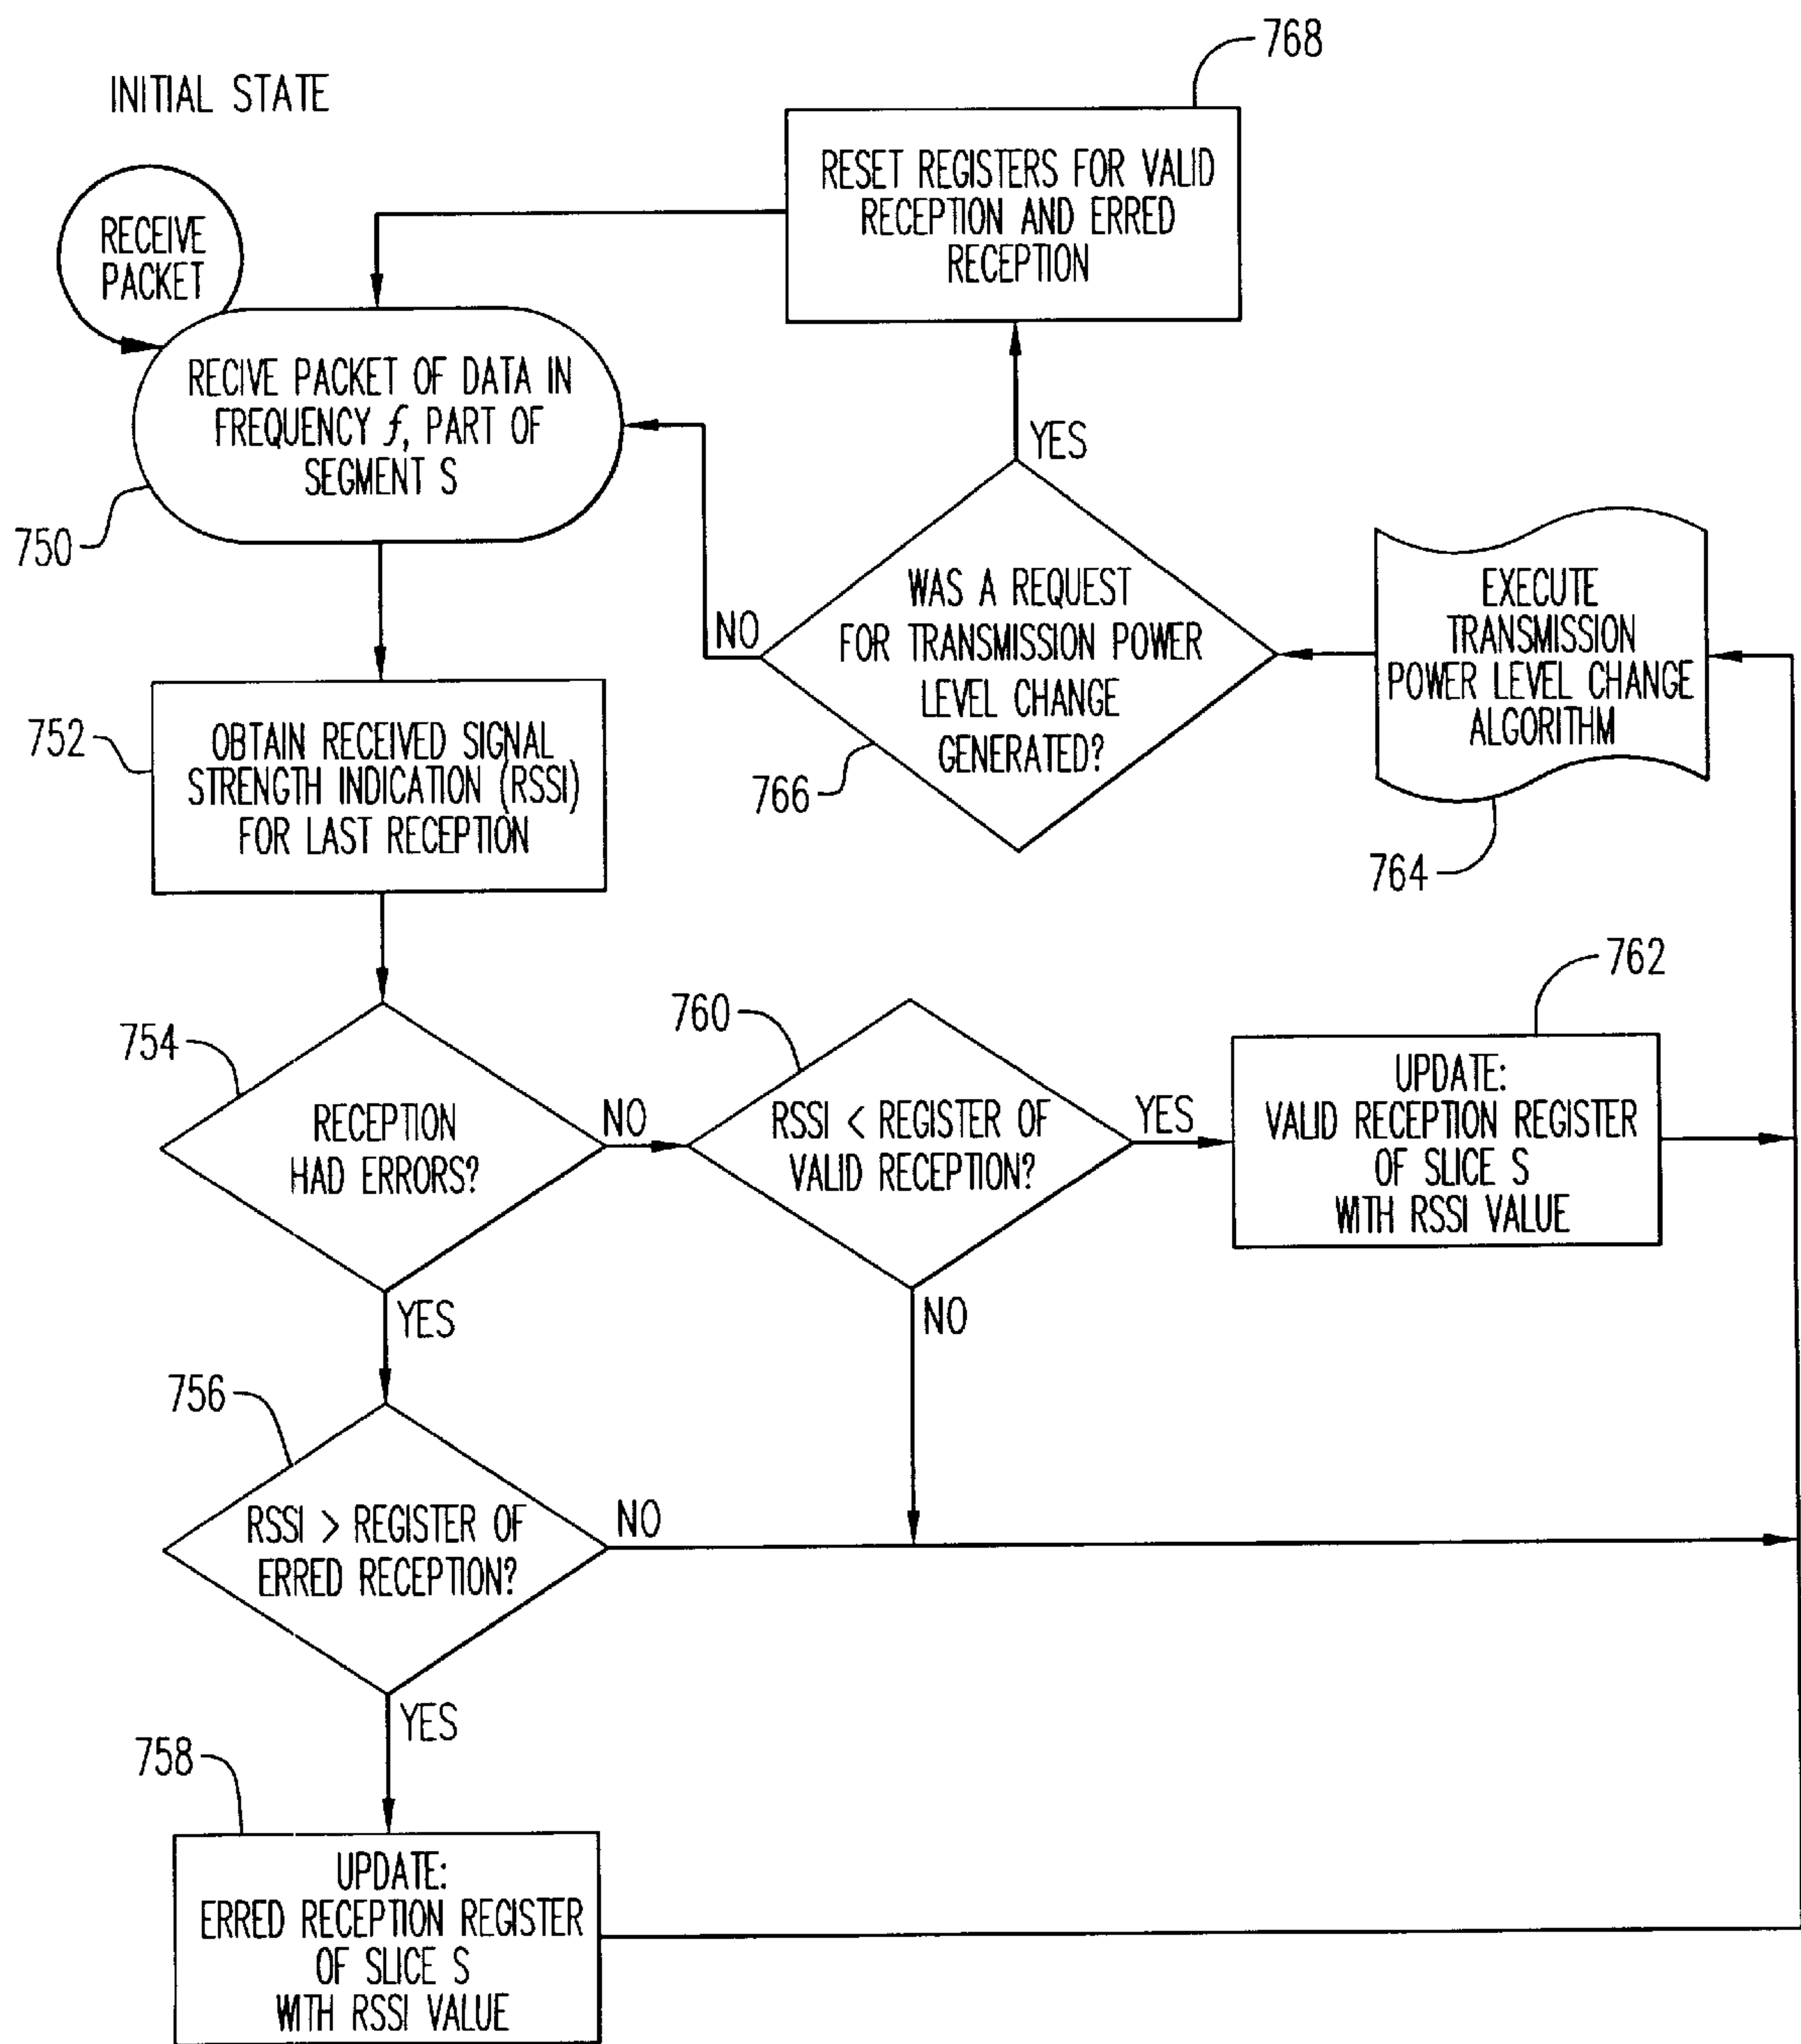 INITIAL STATE
RECEIVE
PACKET
RECIVE PACKET OF DATA IN
FREQUENCY f, PART OF
SEGMENT S
750
768
RESET REGISTERS FOR VALID
RECEPTION AND ERRED
RECEPTION
YES
NO
WAS A REQUEST
FOR TRANSMISSION POWER
LEVEL CHANGE
GENERATED?
766
EXECUTE
TRANSMISSION
POWER LEVEL CHANGE
ALGORITHM
764
752
OBTAIN RECEIVED SIGNAL
STRENGTH INDICATION (RSSI)
FOR LAST RECEPTION
754
RECEPTION
HAD ERRORS?
NO
YES
760
RSSI < REGISTER OF
VALID RECEPTION?
YES
NO
762
UPDATE:
VALID RECEPTION REGISTER
OF SLICE S
WITH RSSI VALUE
756
RSSI > REGISTER OF
ERRED RECEPTION?
NO
YES
758
UPDATE:
ERRED RECEPTION REGISTER
OF SLICE S
WITH RSSI VALUE